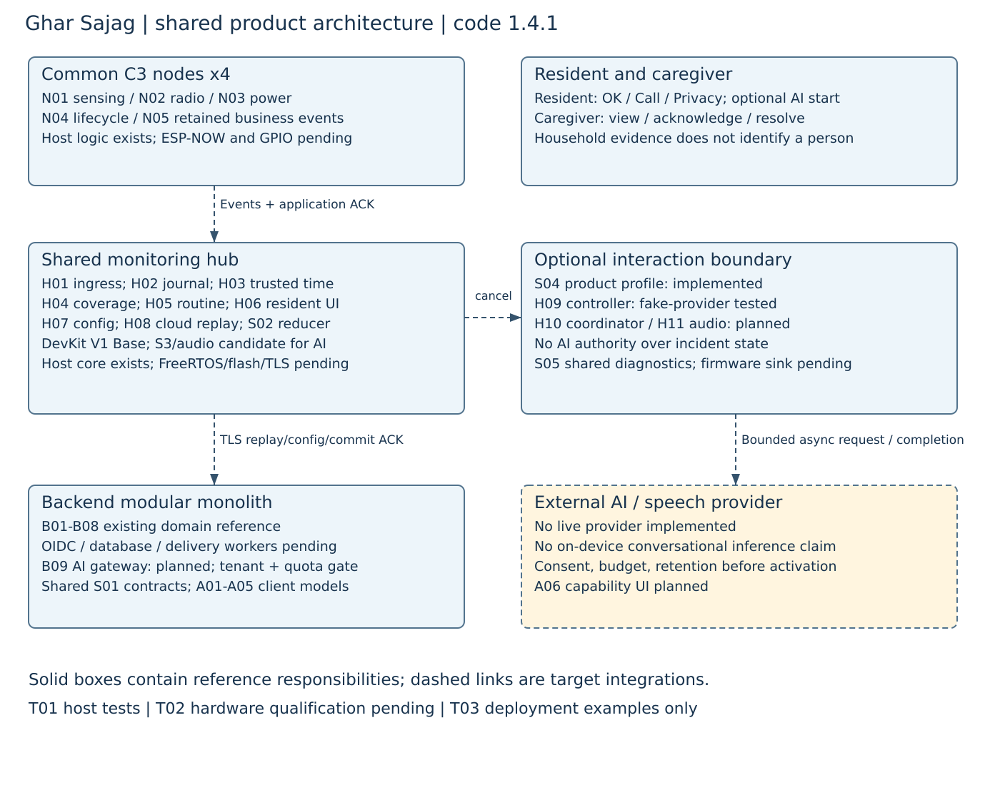 Ghar Sajag | shared product architecture | code 1.4.1
Common C3 nodes x4
N01 sensing / N02 radio / N03 power
N04 lifecycle / N05 retained business events
Host logic exists; ESP-NOW and GPIO pending
Resident and caregiver
Resident: OK / Call / Privacy; optional AI start
Caregiver: view / acknowledge / resolve
Household evidence does not identify a person
Events + application ACK
Shared monitoring hub
H01 ingress; H02 journal; H03 trusted time
H04 coverage; H05 routine; H06 resident UI
H07 config; H08 cloud replay; S02 reducer
DevKit V1 Base; S3/audio candidate for AI
Host core exists; FreeRTOS/flash/TLS pending
cancel
Optional interaction boundary
S04 product profile: implemented
H09 controller: fake-provider tested
H10 coordinator / H11 audio: planned
No AI authority over incident state
S05 shared diagnostics; firmware sink pending
TLS replay/config/commit ACK
Bounded async request / completion
Backend modular monolith
B01-B08 existing domain reference
OIDC / database / delivery workers pending
B09 AI gateway: planned; tenant + quota gate
Shared S01 contracts; A01-A05 client models
External AI / speech provider
No live provider implemented
No on-device conversational inference claim
Consent, budget, retention before activation
A06 capability UI planned
Solid boxes contain reference responsibilities; dashed links are target integrations.
T01 host tests | T02 hardware qualification pending | T03 deployment examples only